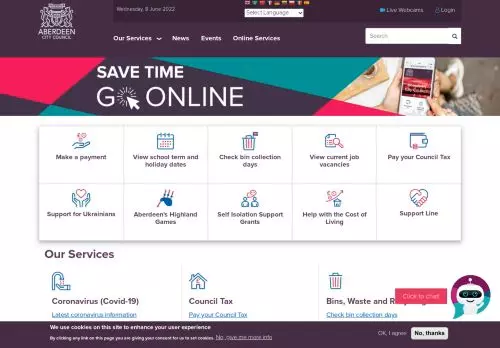 ABERDEEN
CITY COUNCIL
Wednesday, 8 June 2022
Select Language
Live Webcams
Login
Our Services
News
Events
Online Services
Search
SAVE TIME
GO ONLINE
Make a payment
View school term and
holiday dates
Check bin collection
days
View current job
vacancies
Pay your Council Tax
Support for Ukrainians
Aberdeen's Highland
Games
Self Isolation Support
Grants
Help with the Cost of
Living
Support Line
Our Services
Coronavirus (Covid-19)
Council Tax
Bins, Waste and
Click to chat!
Latest coronavirus information
Pay your Council Tax
Check bin collection days
We use cookies on this site to enhance your user experience
By clicking any link on this page you are giving your consent for us to set cookies. No, give me more info
OK, I agree
No, thanks